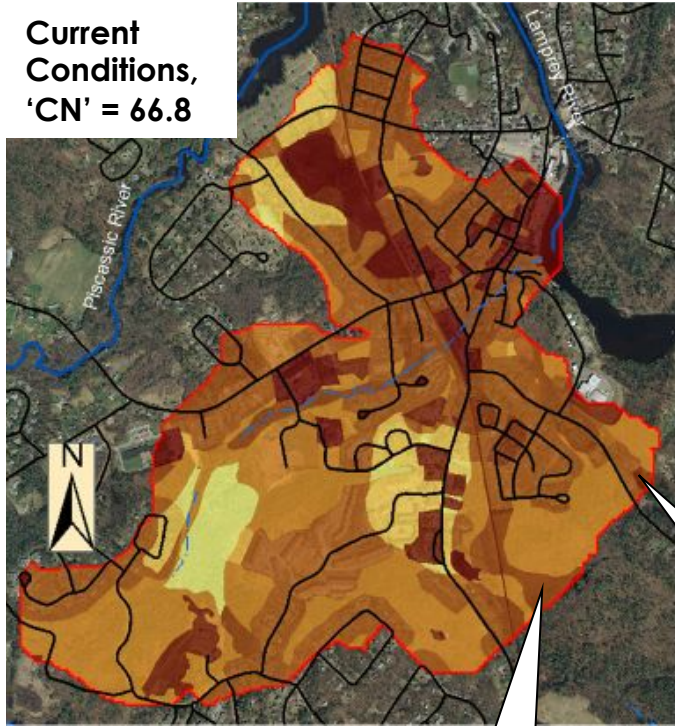 Current
Conditions,
‘CN’ = 66.8
Lamprey River
Piscassic River
N